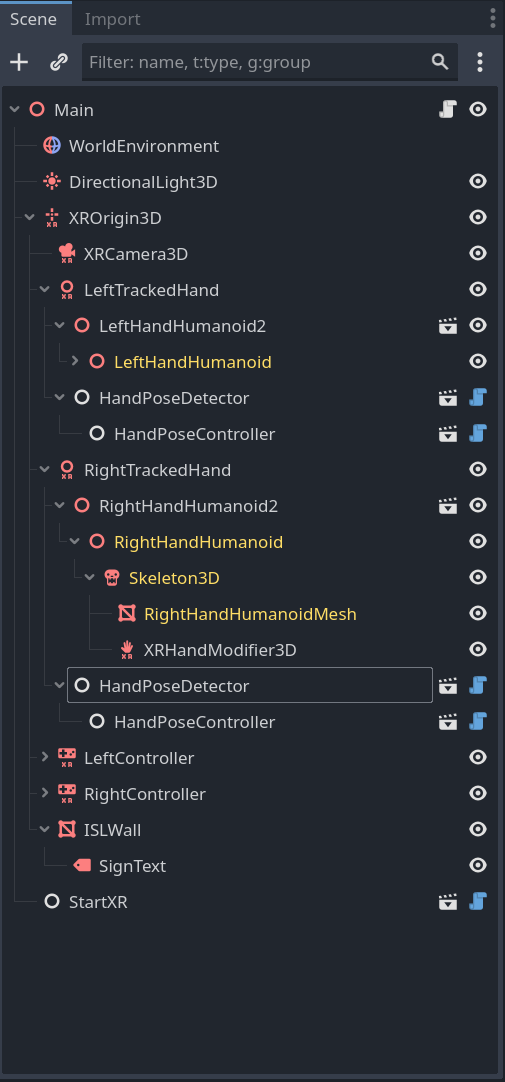 Scene Import
Filter: name, t:type, g:group
Main
WorldEnvironment
DirectionalLight3D
XROrigin3D
XRCamera3D
LeftTrackedHand
LeftHandHumanoid2
LeftHandHumanoid
HandPoseDetector
HandPoseController
RightTrackedHand
RightHandHumanoid2
RightHandHumanoid
Skeleton3D
RightHandHumanoidMesh
XRHandModifier3D
HandPoseDetector
HandPoseController
LeftController
RightController
ISLWall
SignText
StartXR